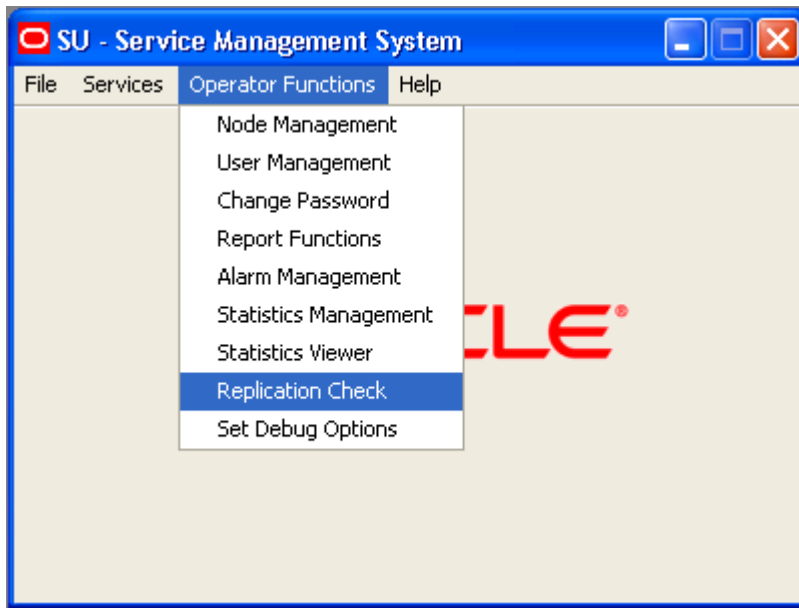 SU - Service Management System
File Services Operator Functions Help
Node Management
User Management
Change Password
Report Functions
Alarm Management
Statistics Management
Statistics Viewer
Replication Check
Set Debug Options
CLE®